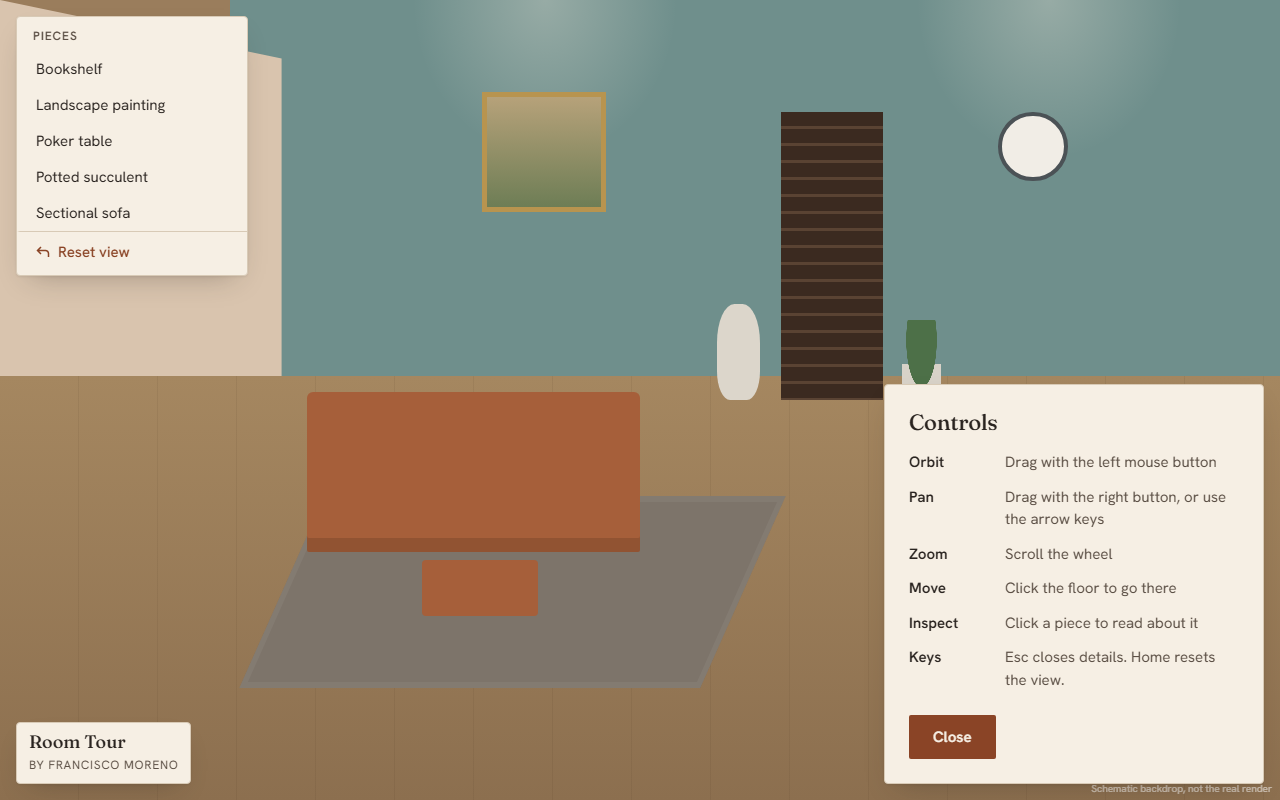 PIECES
Bookshelf
Landscape painting
Poker table
Potted succulent
Sectional sofa
Reset view
Controls
Orbit Drag with the left mouse button
Pan Drag with the right button, or use
the arrow keys
Zoom Scroll the wheel
Move Click the floor to go there
Inspect Click a piece to read about it
Keys Esc closes details. Home resets
the view.
Close
Room Tour
BY FRANCISCO MORENO
Schematic backdrop, not the real render